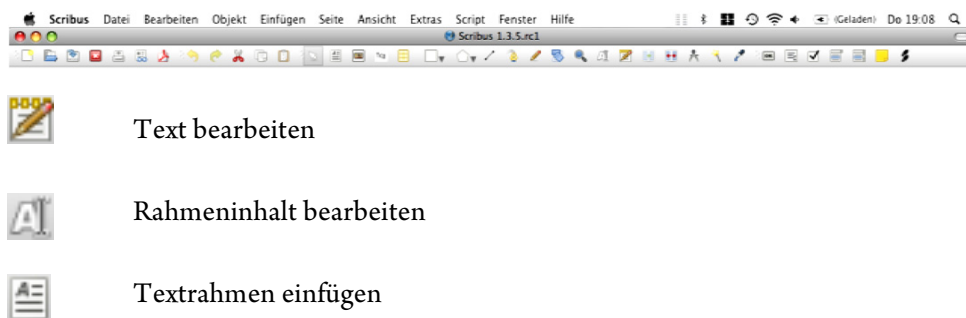 Scribus Datei Bearbeiten Objekt Einfügen Seite Ansicht Extras Script Fenster Hilfe (Geladen) Do 19:08
Scribus 1.3.5.rc1
Text bearbeiten
Rahmeninhalt bearbeiten
Textrahmen einfügen